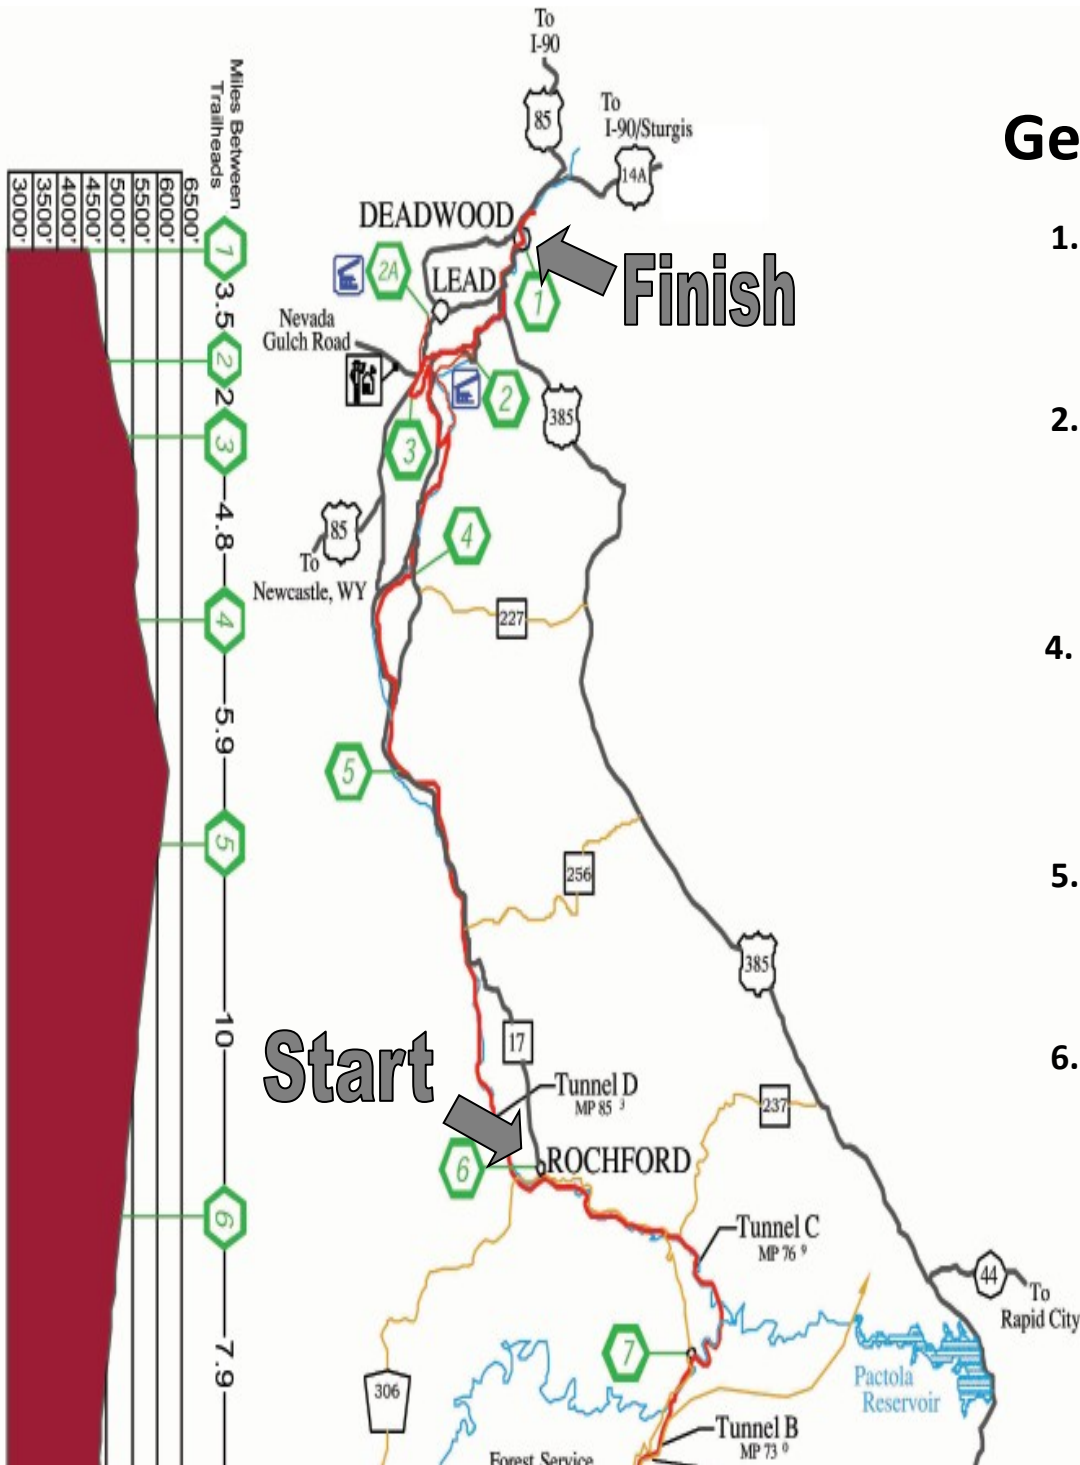 To
I-90
85
To
I-90/Sturgis
14A
DEADWOOD
2A
LEAD
1
Finish
Nevada
Gulch Road
2
3
385
85
4
To
Newcastle, WY
227
5
256
385
Start
17
Tunnel D
MP 85 3
237
6
ROCHFORD
Tunnel C
MP 76 9
44
To
Rapid City
7
306
Pactola
Reservoir
Tunnel B
MP 73 0
Forest Service
Miles Between
Trailheads
3000'
3500'
4000'
4500'
5000'
5500'
6000'
6500'
1
3.5
2
2
3
4.8
4
5.9
5
10
6
7.9
Ge
1.
2.
4.
5.
6.